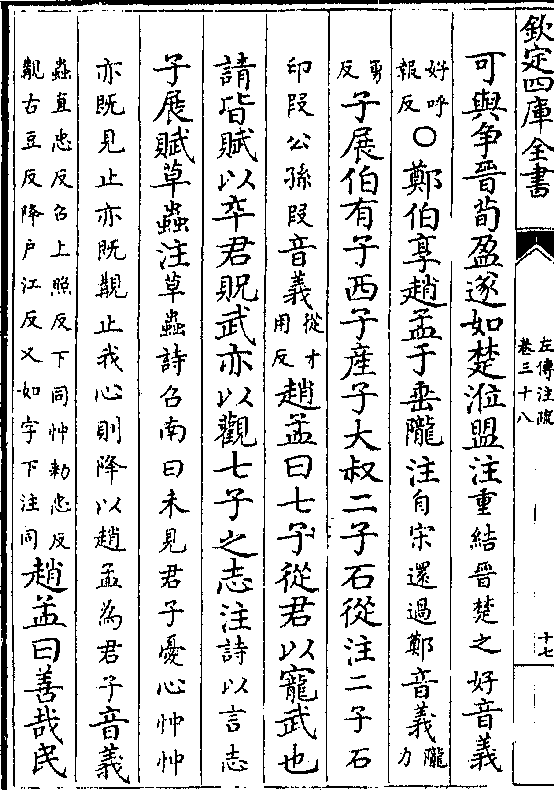 欽定四庫全書
左傳注疏
卷三十八
十七
可與爭晉荀盈遂如楚涖盟注重結晉楚之好音義
好呼
報反〇鄭伯享趙孟于垂隴注自宋還過鄭音義隴力
勇
反子展伯有子西子産子大叔二子石從注二子石
印段公孫段音義從才
用反趙孟曰七子從君以寵武也
請皆賦以卒君貺武亦以觀七子之志注詩以言志
子展賦草蟲注草蟲詩召南曰未見君子憂心忡忡
亦既見止亦既覯止我心則降以趙孟為君子音義
蟲直忠反召上照反下同忡勅忠反
覯古豆反降户江反又如字下注同趙孟曰善哉民